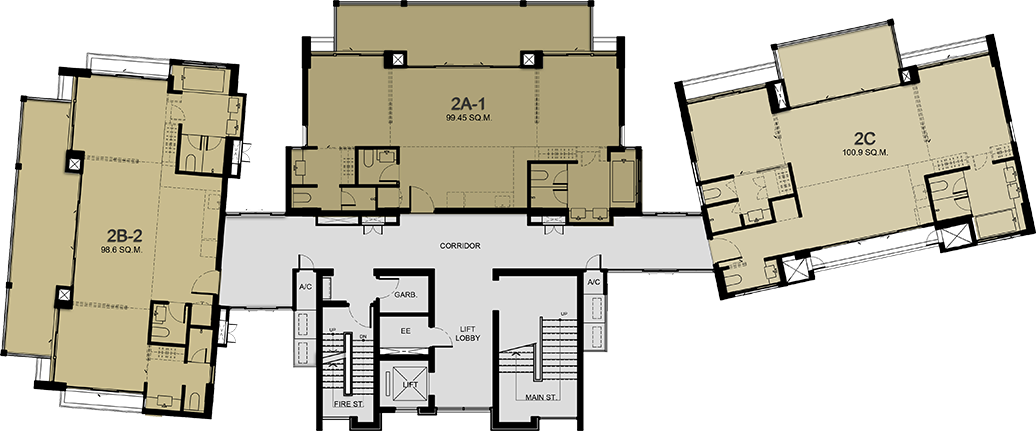 2A-1
99.45 SQ.M.
2C
100.9 SQ.M.
2B-2
98.6 SQ.M.
CORRIDOR
A/C
GARB.
A/C
UP
DN
EE
LIFT
LOBBY
UP
LIFT
FIRE ST.
MAIN ST.